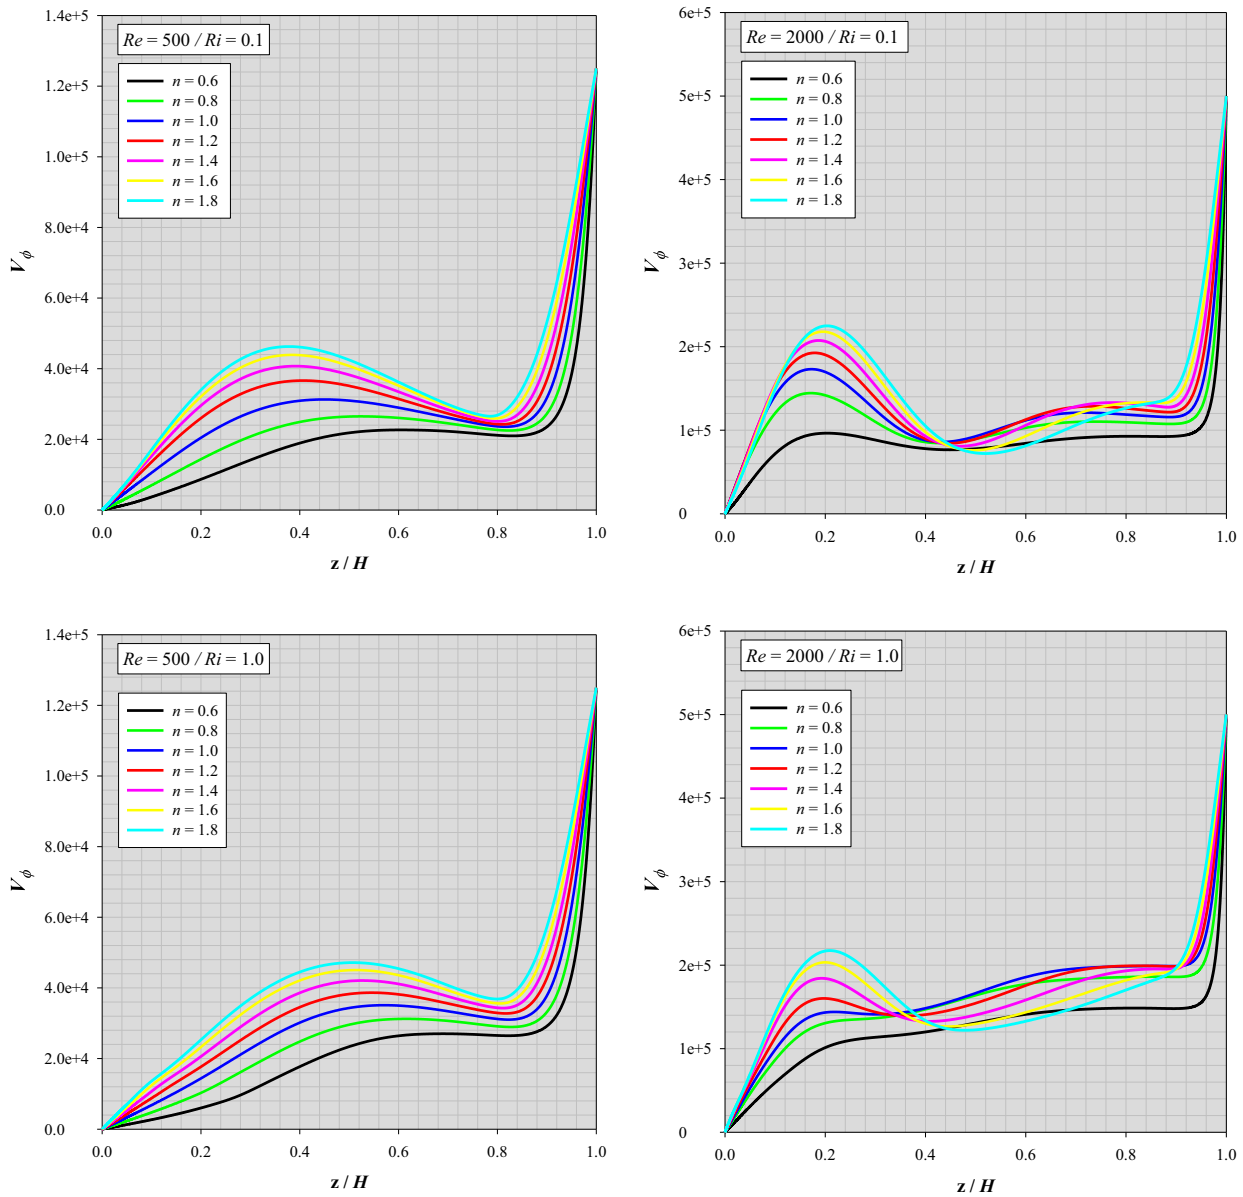 1.4e+5
1.2e+5
1.0e+5
8.0e+4
6.0e+4
4.0e+4
2.0e+4
0.0
V_ϕ
Re = 500 / Ri = 0.1
n = 0.6
n = 0.8
n = 1.0
n = 1.2
n = 1.4
n = 1.6
n = 1.8
0.0 0.2 0.4 0.6 0.8 1.0
z / H
6e+5
5e+5
4e+5
3e+5
2e+5
1e+5
0
V_ϕ
Re = 2000 / Ri = 0.1
n = 0.6
n = 0.8
n = 1.0
n = 1.2
n = 1.4
n = 1.6
n = 1.8
0.0 0.2 0.4 0.6 0.8 1.0
z / H
1.4e+5
1.2e+5
1.0e+5
8.0e+4
6.0e+4
4.0e+4
2.0e+4
0.0
V_ϕ
Re = 500 / Ri = 1.0
n = 0.6
n = 0.8
n = 1.0
n = 1.2
n = 1.4
n = 1.6
n = 1.8
0.0 0.2 0.4 0.6 0.8 1.0
z / H
6e+5
5e+5
4e+5
3e+5
2e+5
1e+5
0
V_ϕ
Re = 2000 / Ri = 1.0
n = 0.6
n = 0.8
n = 1.0
n = 1.2
n = 1.4
n = 1.6
n = 1.8
0.0 0.2 0.4 0.6 0.8 1.0
z / H